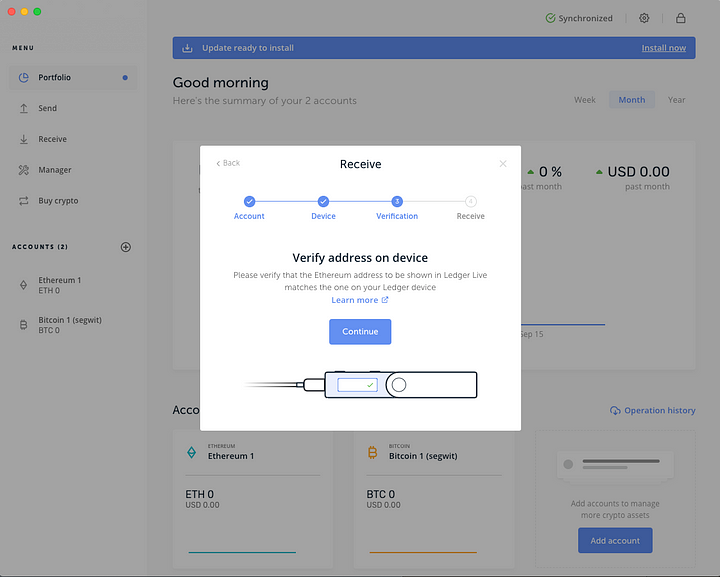 Synchronized
MENU
Update ready to install
Install now
Portfolio
Send
Receive
Manager
Buy crypto
ACCOUNTS (2)
Ethereum 1
ETH 0
Bitcoin 1 (segwit)
BTC 0
Good morning
Here's the summary of your 2 accounts
Week
Month
Year
0 %
past month
USD 0.00
past month
Back
Receive
3
4
Account
Device
Verification
Receive
Verify address on device
Please verify that the Ethereum address to be shown in Ledger Live
matches the one on your Ledger device
Learn more
Continue
Sep 15
Acco
Operation history
ETHEREUM
Ethereum 1
ETH 0
USD 0.00
BITCOIN
Bitcoin 1 (segwit)
BTC 0
USD 0.00
Add accounts to manage
more crypto assets
Add account